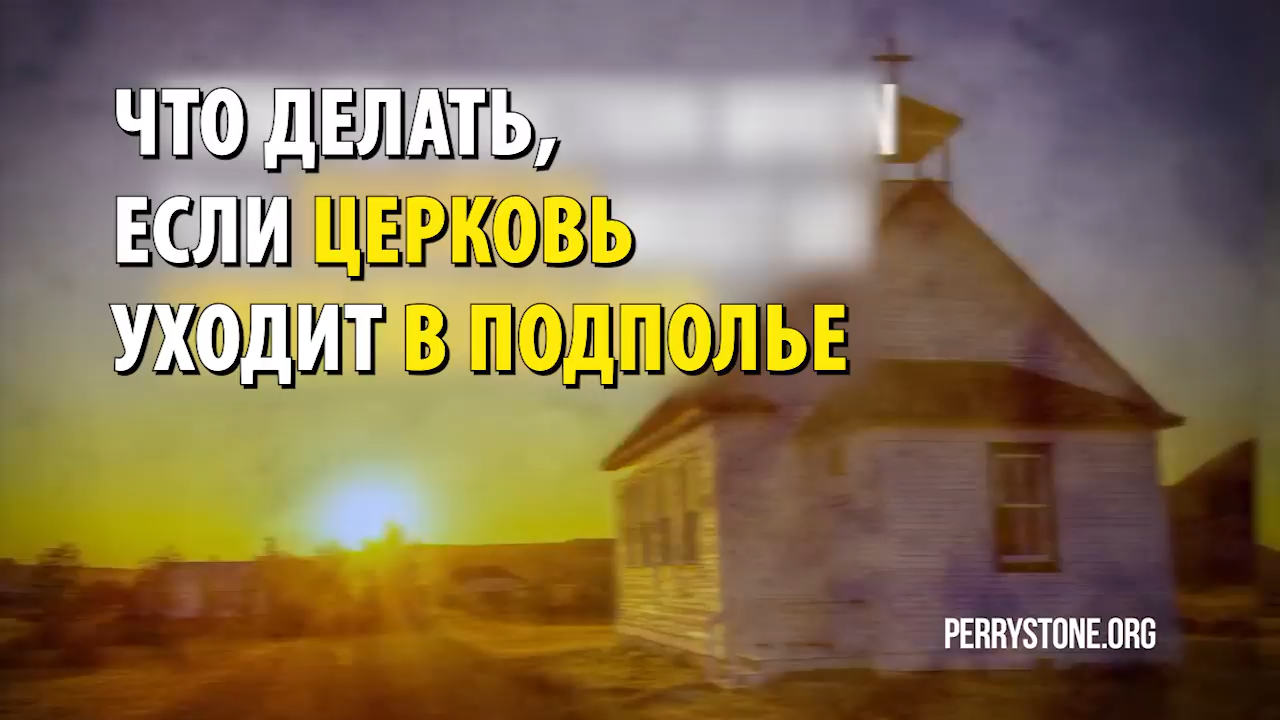 ЧТО ДЕЛАТЬ,
ЕСЛИ ЦЕРКОВЬ
УХОДИТ В ПОДПОЛЬЕ
PERRYSTONE.ORG